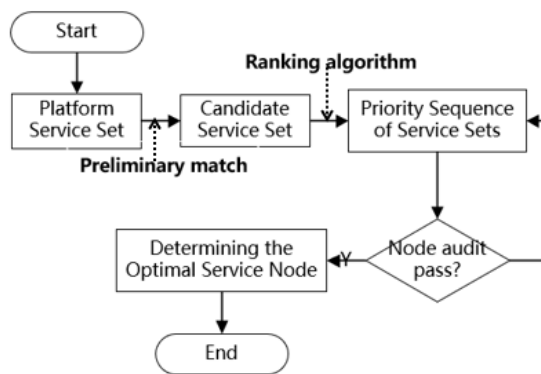 Start
Ranking algorithm
Platform
Service Set
Candidate
Service Set
Priority Sequence
of Service Sets
Preliminary match
Determining the
Optimal Service Node
Y
Node audit
pass?
End